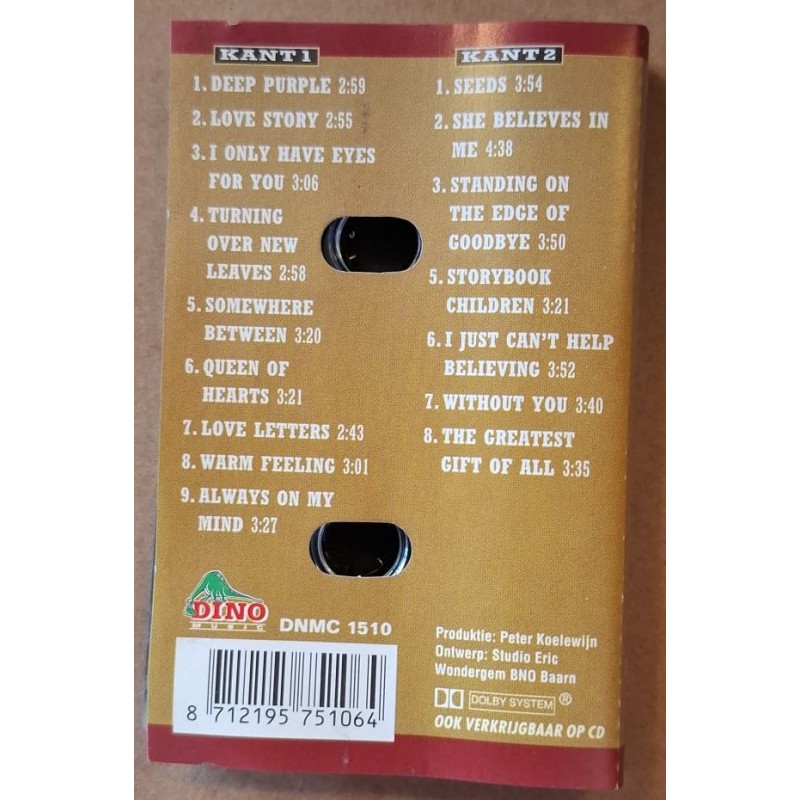 KANT 1
1. DEEP PURPLE 2:59
2. LOVE STORY 2:55
3. I ONLY HAVE EYES
FOR YOU 3:06
4. TURNING
OVER NEW
LEAVES 2:58
5. SOMEWHERE
BETWEEN 3:20
6. QUEEN OF
HEARTS 3:21
7. LOVE LETTERS 2:43
8. WARM FEELING 3:01
9. ALWAYS ON MY
MIND 3:27
KANT 2
1. SEEDS 3:54
2. SHE BELIEVES IN
ME 4:38
3. STANDING ON
THE EDGE OF
GOODBYE 3:50
5. STORYBOOK
CHILDREN 3:21
6. I JUST CAN'T HELP
BELIEVING 3:52
7. WITHOUT YOU 3:40
8. THE GREATEST
GIFT OF ALL 3:35
DINO
MUSIC
DNMC 1510
8 712195 751064
Produktie: Peter Koelewijn
Ontwerp: Studio Eric
Wondergem BNO Baarn
DOLBY SYSTEM ®
OOK VERKRIJGBAAR OP CD